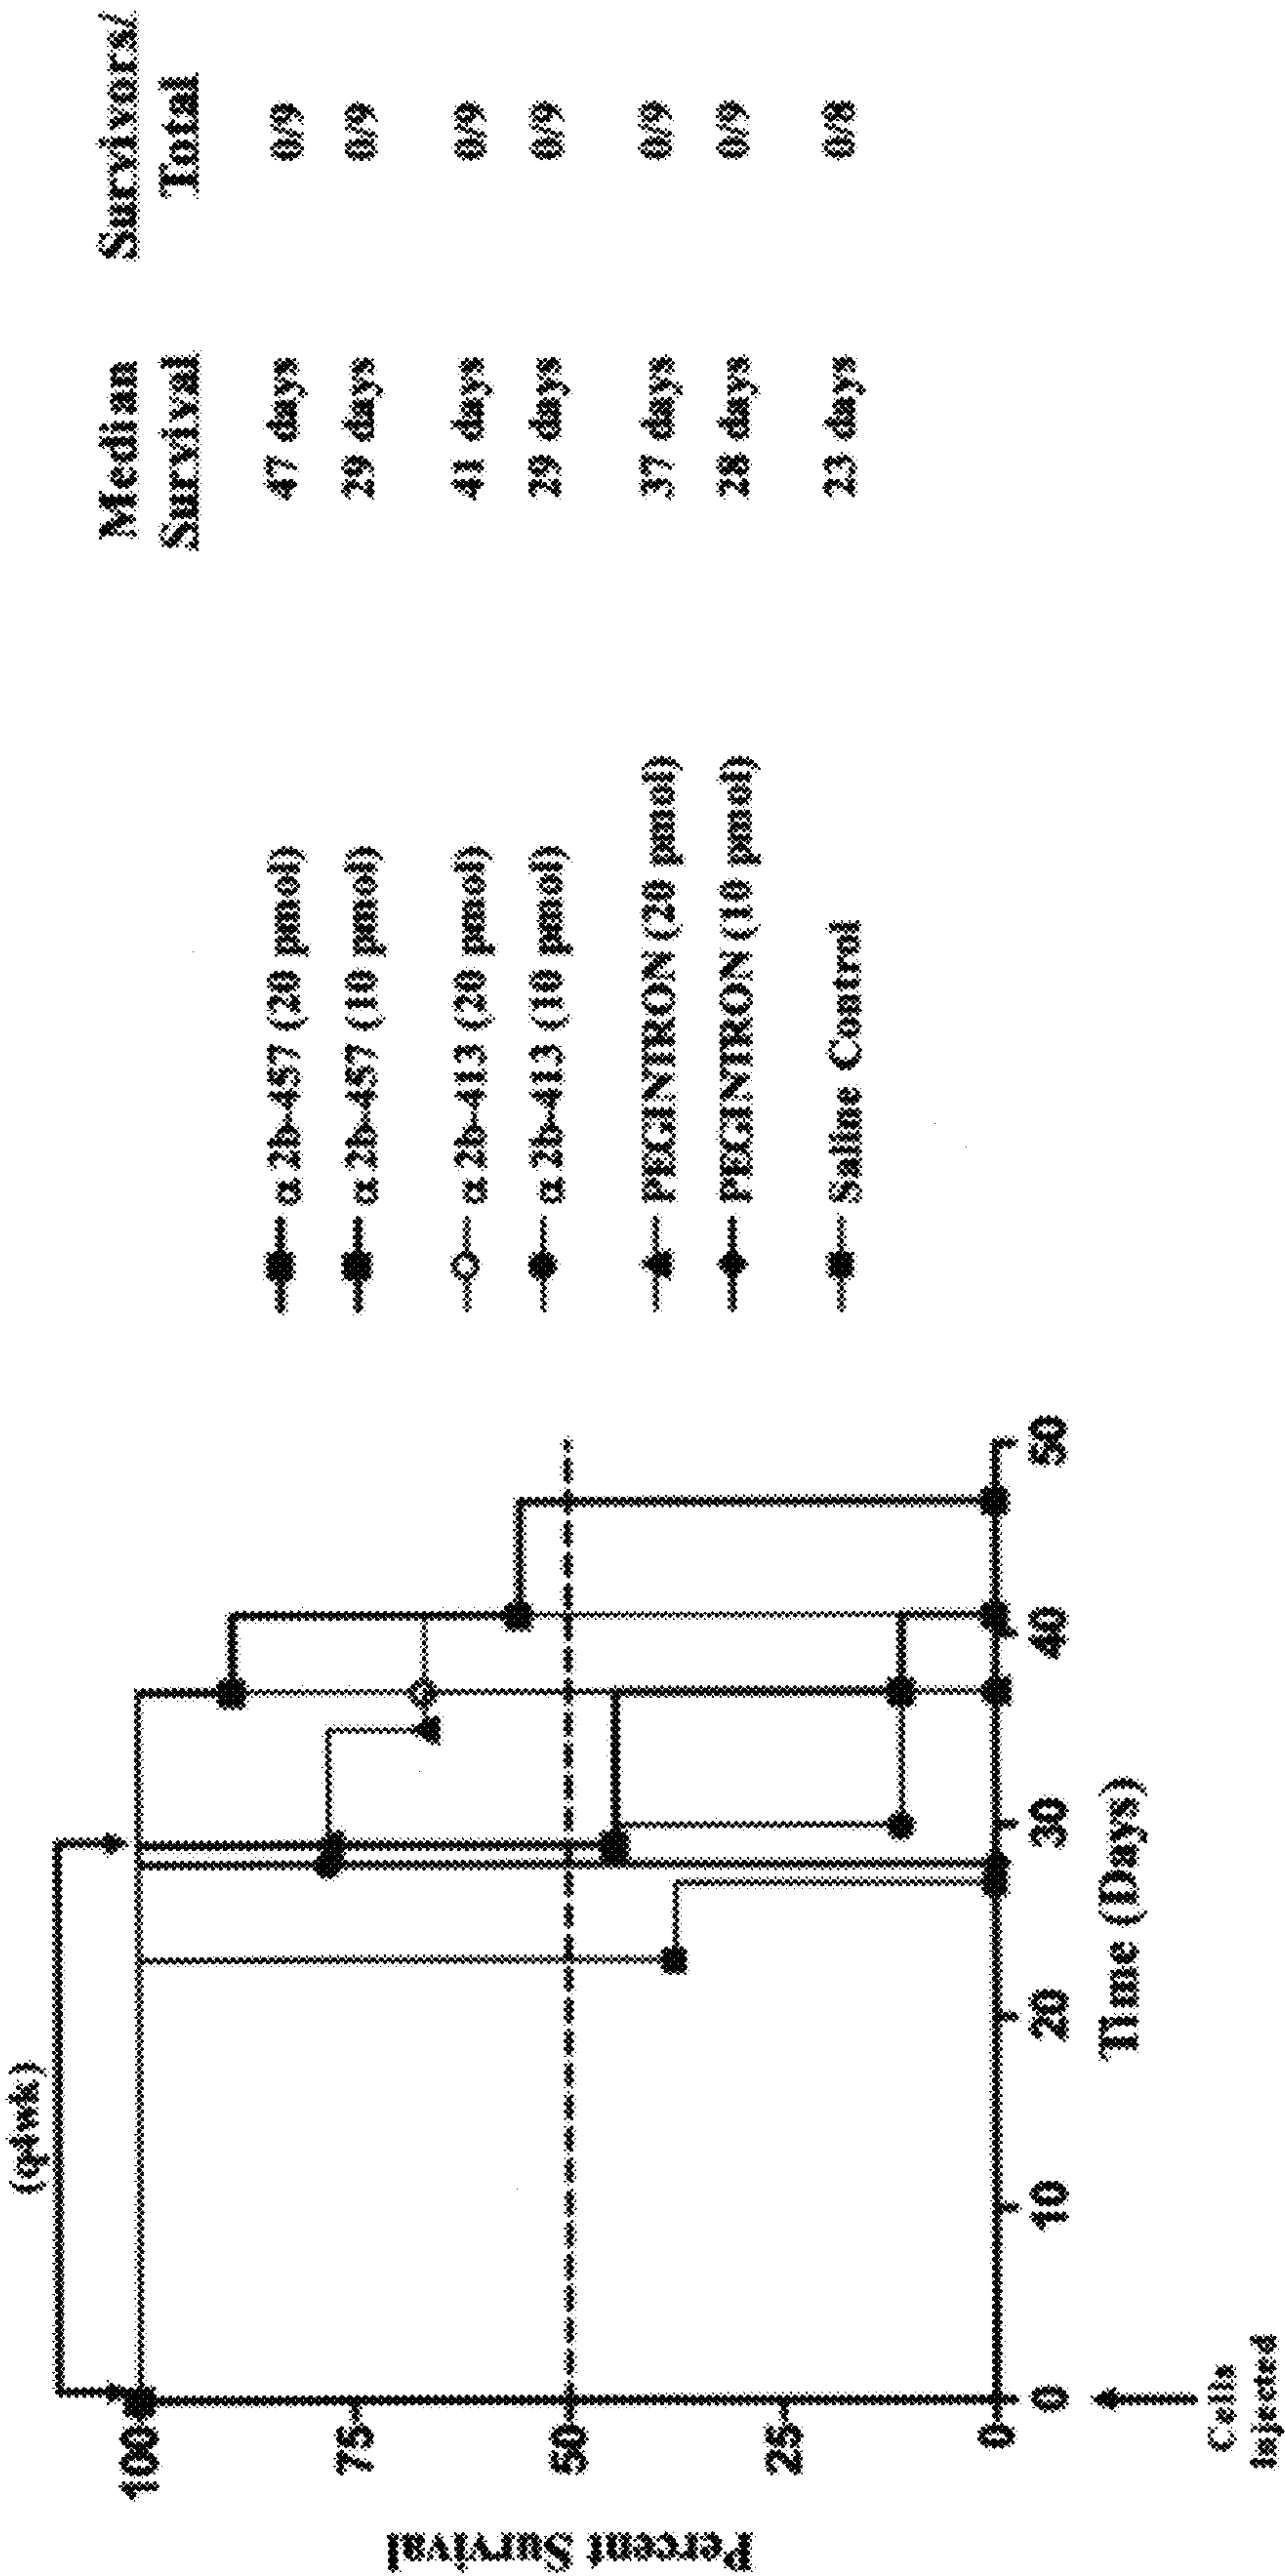 (q4wk)
Percent Survival
100
75
50
25
0
0
10
20
30
40
50
Time (Days)
Cells
Injected
Median
Survival
Survivors/
Total
α 2b-457 (20 pmol) 47 days 0/9
α 2b-457 (10 pmol) 29 days 0/9
α 2b-413 (20 pmol) 41 days 0/9
α 2b-413 (10 pmol) 29 days 0/9
PEGINTRON (20 pmol) 37 days 0/9
PEGINTRON (10 pmol) 28 days 0/9
Saline Control 23 days 0/8